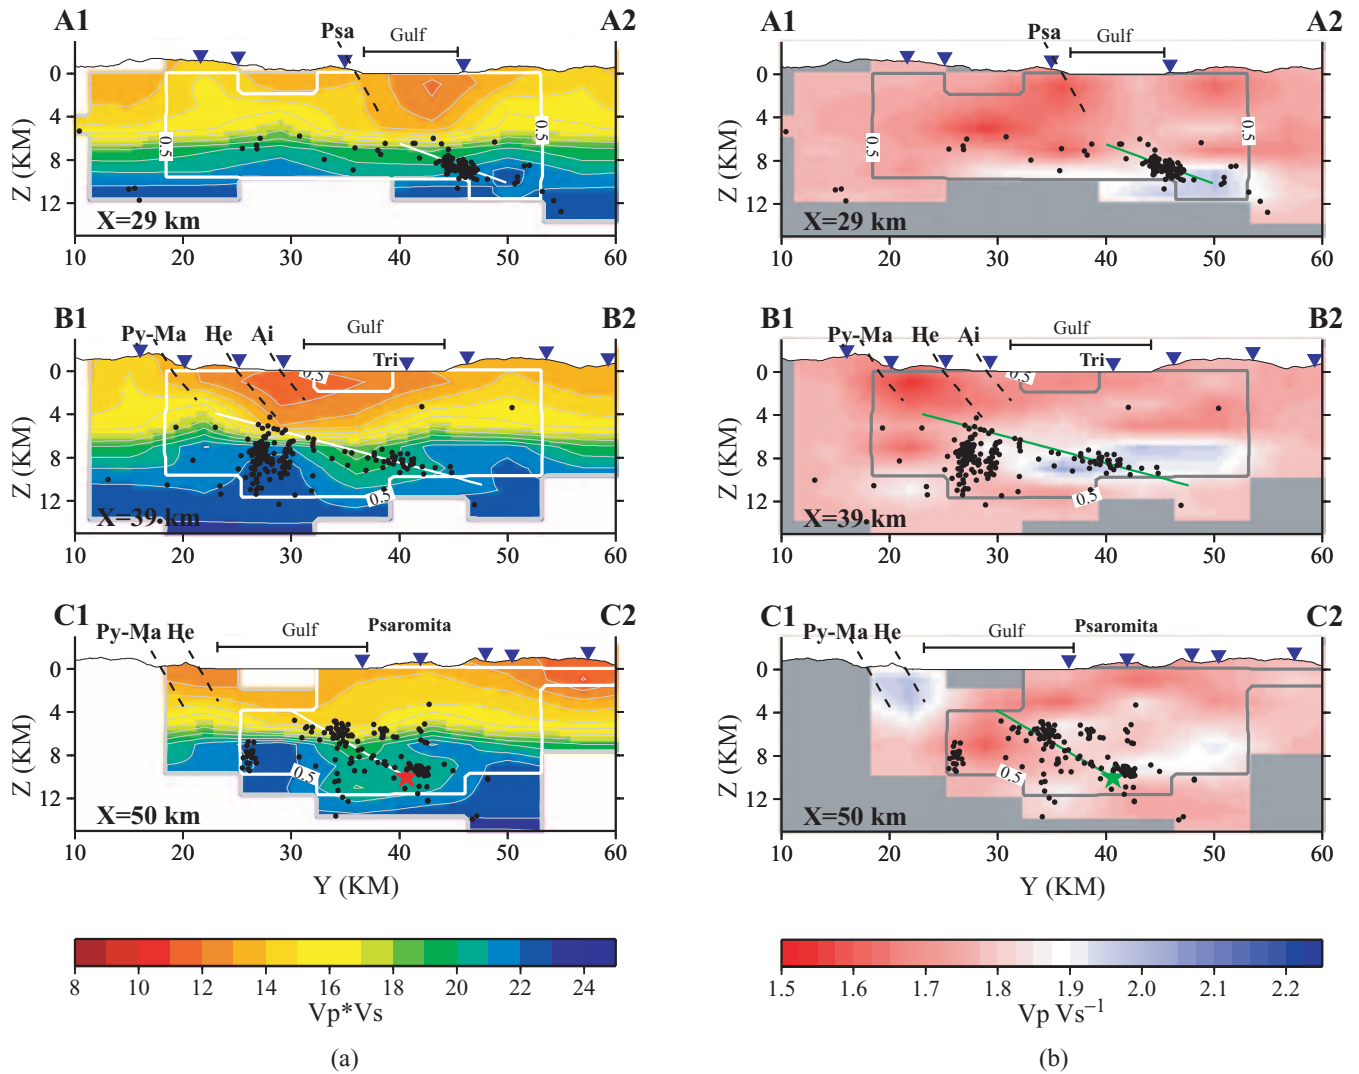 A1 Psa Gulf A2
0
4
8
12
Z (KM)
0.5
0.5
X=29 km
10 20 30 40 50 60
B1 Py-Ma He Ai Gulf Tri B2
0
4
8
12
Z (KM)
0.5
0.5
X=39 km
10 20 30 40 50 60
C1 Py-Ma He Gulf Psaromita C2
0
4
8
12
Z (KM)
0.5
X=50 km
10 20 30 40 50 60
Y (KM)
8 10 12 14 16 18 20 22 24
Vp*Vs
(a)
A1 Psa Gulf A2
0
4
8
12
Z (KM)
0.5
0.5
X=29 km
10 20 30 40 50 60
B1 Py-Ma He Ai Gulf Tri B2
0
4
8
12
Z (KM)
0.5
0.5
X=39 km
10 20 30 40 50 60
C1 Py-Ma He Gulf Psaromita C2
0
4
8
12
Z (KM)
0.5
X=50 km
10 20 30 40 50 60
Y (KM)
1.5 1.6 1.7 1.8 1.9 2.0 2.1 2.2
Vp Vs⁻¹
(b)